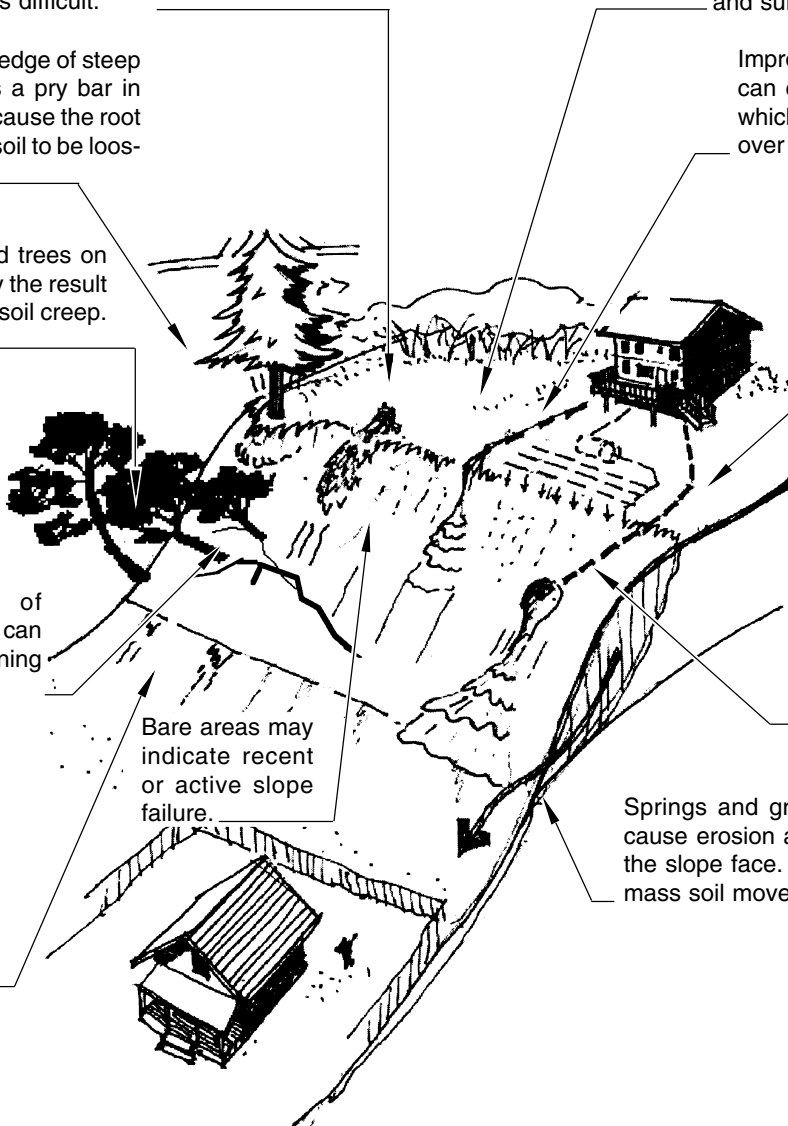 s difficult.
edge of steep
s a pry bar in
cause the root
soil to be loos-
d trees on
y the result
soil creep.
of
can
ning
Bare areas may
indicate recent
or active slope
failure.
and su
Impr
can
which
over
Springs and gr
cause erosion a
the slope face.
mass soil move